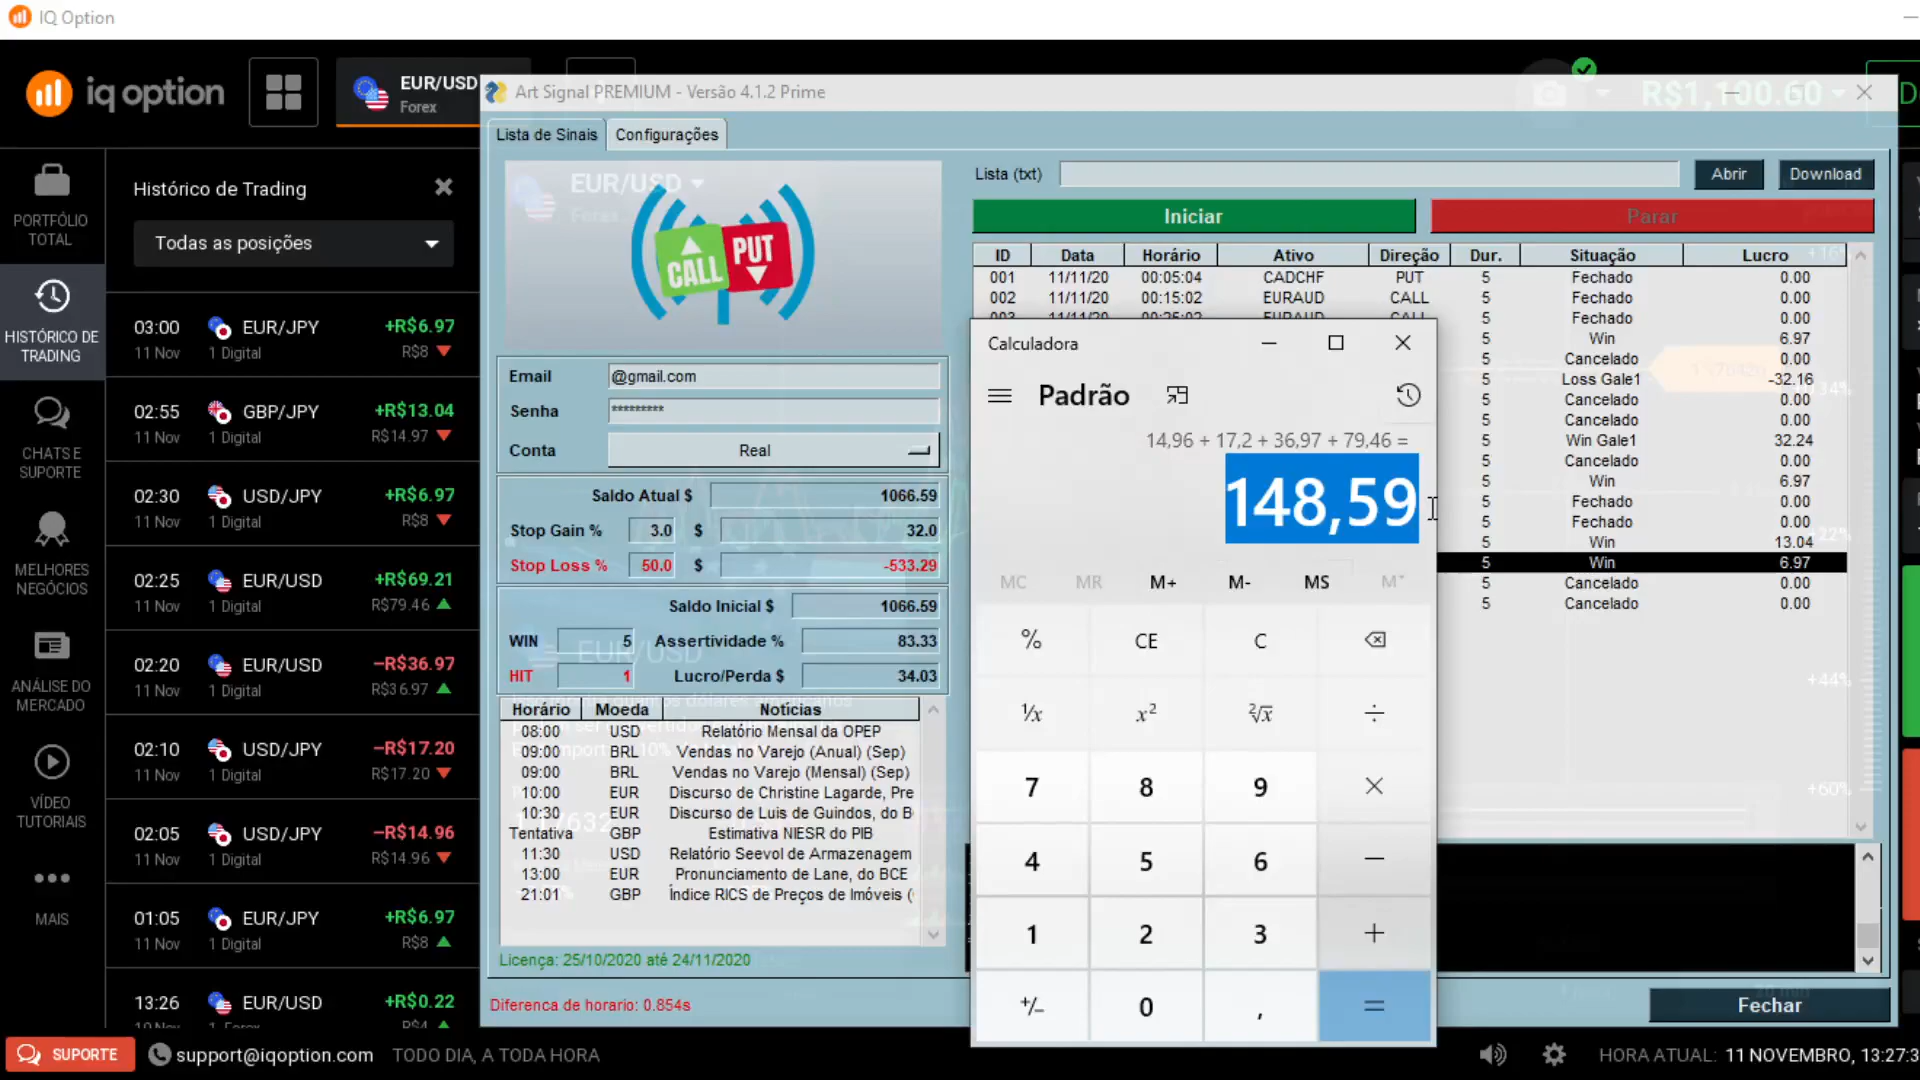 IQ Option
iq option
EUR/USD
Forex
Art Signal PREMIUM - Versão 4.1.2 Prime
R$1,100.60
Lista de Sinais
Configurações
PORTFÓLIO TOTAL
HISTÓRICO DE TRADING
CHATS E SUPORTE
MELHORES NEGÓCIOS
ANÁLISE DO MERCADO
VÍDEO TUTORIAIS
MAIS
Histórico de Trading
Todas as posições
03:00 EUR/JPY +R$6.97
11 Nov 1 Digital R$8
02:55 GBP/JPY +R$13.04
11 Nov 1 Digital R$14.97
02:30 USD/JPY +R$6.97
11 Nov 1 Digital R$8
02:25 EUR/USD +R$69.21
11 Nov 1 Digital R$79.46
02:20 EUR/USD −R$36.97
11 Nov 1 Digital R$36.97
02:10 USD/JPY −R$17.20
11 Nov 1 Digital R$17.20
02:05 USD/JPY −R$14.96
11 Nov 1 Digital R$14.96
01:05 EUR/JPY +R$6.97
11 Nov 1 Digital R$8
13:26 EUR/USD +R$0.22
EUR/USD
Forex
CALL PUT
Email @gmail.com
Senha *********
Conta Real
Saldo Atual $ 1066.59
Stop Gain % 3.0 $ 32.0
Stop Loss % 50.0 $ -533.29
Saldo Inicial $ 1066.59
WIN 5 Assertividade % 83.33
EUR/USD
HIT 1 Lucro/Perda $ 34.03
Horário Moeda Noticias
08:00 USD Relatório Mensal da OPEP
09:00 BRL Vendas no Varejo (Anual) (Sep)
09:00 BRL Vendas no Varejo (Mensal) (Sep)
10:00 EUR Discurso de Christine Lagarde, Pre
10:30 EUR Discurso de Luis de Guindos, do B
Tentativa GBP Estimativa NIESR do PIB
11:30 USD Relatório Seevol de Armazenagem
13:00 EUR Pronunciamento de Lane, do BCE
21:01 GBP Índice RICS de Preços de Imóveis (
Licença: 25/10/2020 até 24/11/2020
Diferenca de horario: 0.854s
Lista (txt) Abrir Download
Iniciar Parar
ID Data Horário Ativo Direção Dur. Situação Lucro
001 11/11/20 00:05:04 CADCHF PUT 5 Fechado 0.00
002 11/11/20 00:15:02 EURAUD CALL 5 Fechado 0.00
003 11/11/20 00:25:02 EURAUD CALL 5 Fechado 0.00
5 Win 6.97
5 Cancelado 0.00
5 Loss Gale1 -32.16
5 Cancelado 0.00
5 Cancelado 0.00
5 Win Gale1 32.24
5 Cancelado 0.00
5 Win 6.97
5 Fechado 0.00
5 Fechado 0.00
5 Win 13.04
5 Win 6.97
5 Cancelado 0.00
5 Cancelado 0.00
+44%
+60%
Calculadora
Padrão
14,96 + 17,2 + 36,97 + 79,46 =
148,59
MC MR M+ M- MS M
% CE C
¹/x x² ²√x ÷
7 8 9 ×
4 5 6 −
1 2 3 +
+/− 0 , =
Fechar
SUPORTE support@iqoption.com TODO DIA, A TODA HORA
HORA ATUAL: 11 NOVEMBRO, 13:27:3